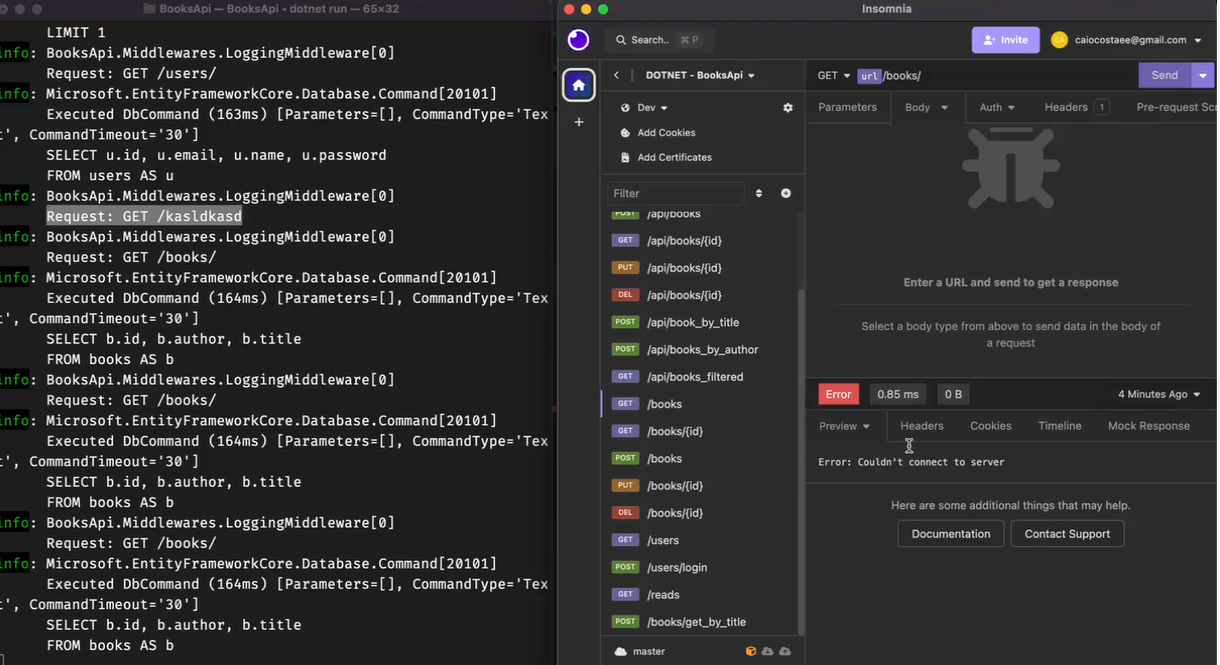 BooksApi — BooksApi - dotnet run — 65×32
LIMIT 1
info: BooksApi.Middlewares.LoggingMiddleware[0]
Request: GET /users/
info: Microsoft.EntityFrameworkCore.Database.Command[20101]
Executed DbCommand (163ms) [Parameters=[], CommandType='Tex
t', CommandTimeout='30']
SELECT u.id, u.email, u.name, u.password
FROM users AS u
info: BooksApi.Middlewares.LoggingMiddleware[0]
Request: GET /kasldkasd
info: BooksApi.Middlewares.LoggingMiddleware[0]
Request: GET /books/
info: Microsoft.EntityFrameworkCore.Database.Command[20101]
Executed DbCommand (164ms) [Parameters=[], CommandType='Tex
t', CommandTimeout='30']
SELECT b.id, b.author, b.title
FROM books AS b
info: BooksApi.Middlewares.LoggingMiddleware[0]
Request: GET /books/
info: Microsoft.EntityFrameworkCore.Database.Command[20101]
Executed DbCommand (164ms) [Parameters=[], CommandType='Tex
t', CommandTimeout='30']
SELECT b.id, b.author, b.title
FROM books AS b
info: BooksApi.Middlewares.LoggingMiddleware[0]
Request: GET /books/
info: Microsoft.EntityFrameworkCore.Database.Command[20101]
Executed DbCommand (164ms) [Parameters=[], CommandType='Tex
t', CommandTimeout='30']
SELECT b.id, b.author, b.title
FROM books AS b
Insomnia
Search.. ⌘ P
Invite
CA caiocostaee@gmail.com
DOTNET - BooksApi
Dev
Add Cookies
Add Certificates
Filter
POST /api/books
GET /api/books/{id}
PUT /api/books/{id}
DEL /api/books/{id}
POST /api/book_by_title
POST /api/books_by_author
GET /api/books_filtered
GET /books
GET /books/{id}
POST /books
PUT /books/{id}
DEL /books/{id}
GET /users
POST /users/login
GET /reads
POST /books/get_by_title
master
GET url /books/ Send
Parameters Body Auth Headers 1 Pre-request Scr
Enter a URL and send to get a response
Select a body type from above to send data in the body of
a request
Error 0.85 ms 0 B 4 Minutes Ago
Preview Headers Cookies Timeline Mock Response
Error: Couldn't connect to server
Here are some additional things that may help.
Documentation Contact Support